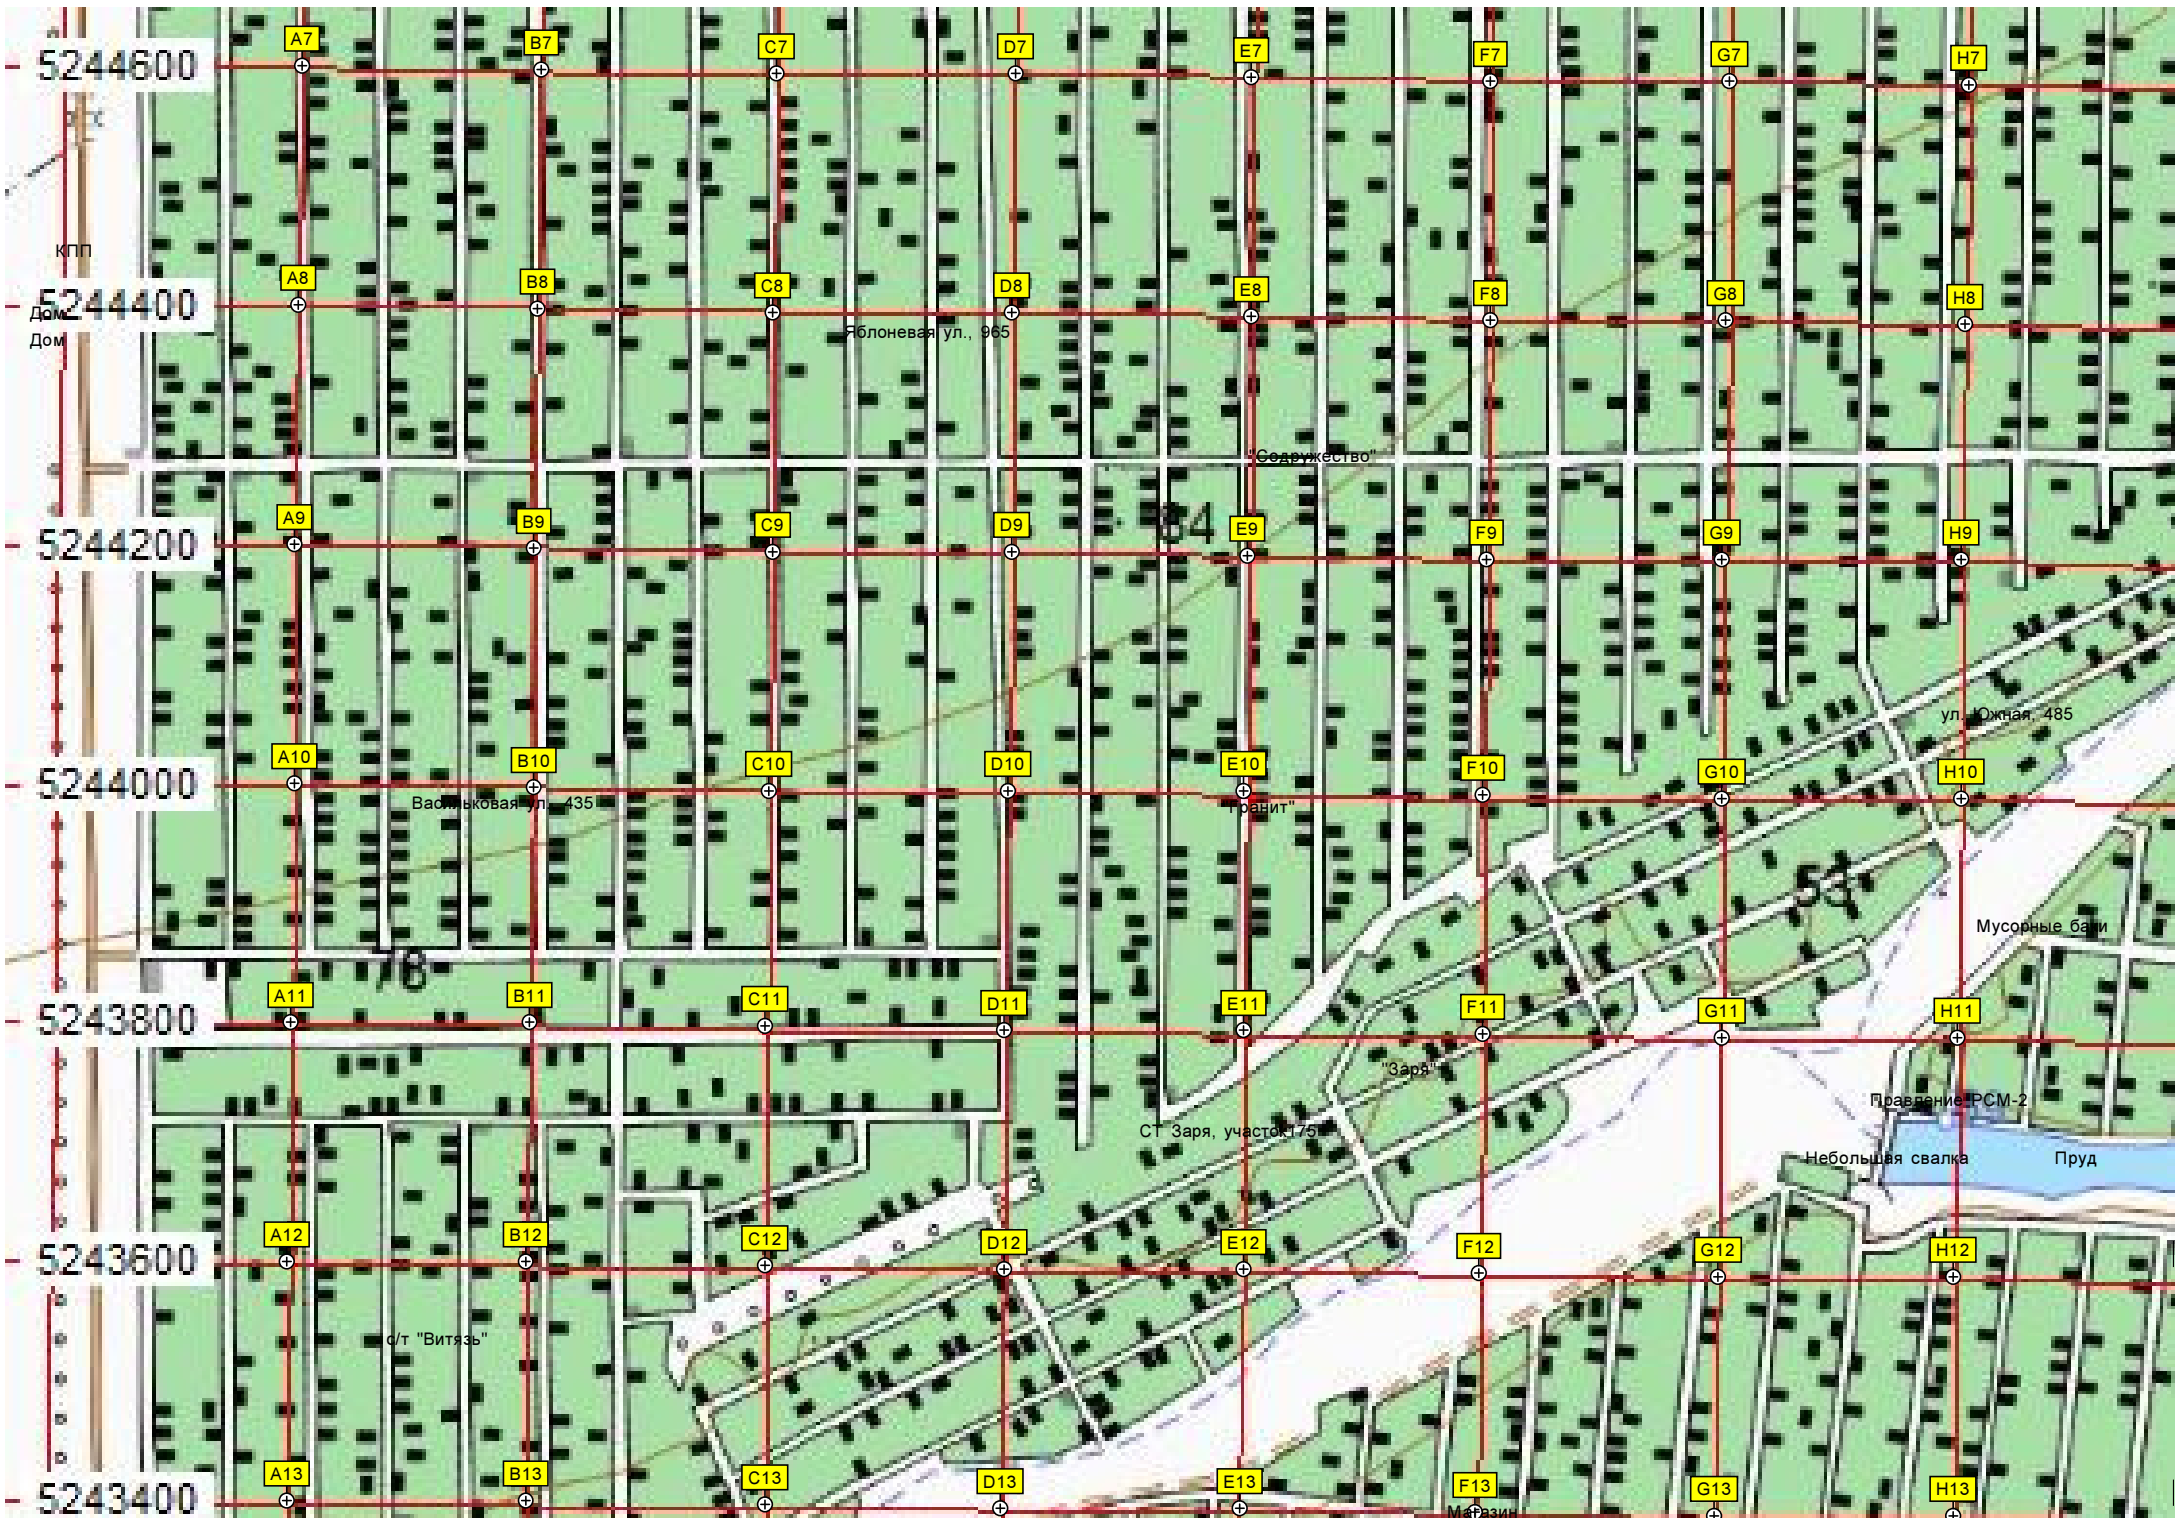 A7 B7 C7 D7 E7 F7 G7 H7
5244600
КПП
A8 B8 C8 D8 E8 F8 G8 H8
5244400
Дом
Яблоневая ул., 965
Дом
"Содружество"
A9 B9 C9 D9 E9 F9 G9 H9
84
5244200
ул. Южная, 485
A10 B10 C10 D10 E10 F10 G10 H10
5244000
Васильковая ул., 435
"Гранит"
53
Мусорные баки
78
A11 B11 C11 D11 E11 F11 G11 H11
5243800
"Заря"
Правление РСМ-2
СТ Заря, участок175
Небольшая свалка
Пруд
A12 B12 C12 D12 E12 F12 G12 H12
5243600
с/т "Витязь"
A13 B13 C13 D13 E13 F13 G13 H13
5243400
Магазин